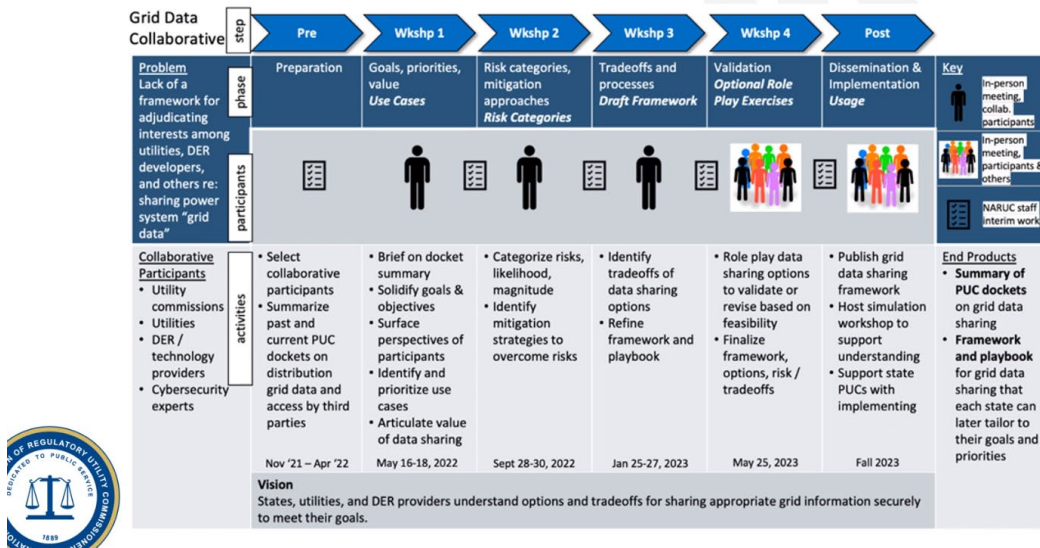 Grid Data
Collaborative
step
Pre
Wkshp 1
Wkshp 2
Wkshp 3
Wkshp 4
Post
Problem
Lack of a
framework for
adjudicating
interests among
utilities, DER
developers,
and others re:
sharing power
system “grid
data”
phase
Preparation
Goals, priorities,
value
Use Cases
Risk categories,
mitigation
approaches
Risk Categories
Tradeoffs and
processes
Draft Framework
Validation
Optional Role
Play Exercises
Dissemination &
Implementation
Usage
Key
In-person
meeting,
collab.
participants
In-person
meeting,
participants &
others
NARUC staff
interim work
participants
Collaborative
Participants
• Utility
commissions
• Utilities
• DER /
technology
providers
• Cybersecurity
experts
activities
• Select
collaborative
participants
• Summarize
past and
current PUC
dockets on
distribution
grid data and
access by third
parties
Nov ‘21 – Apr ’22
• Brief on docket
summary
• Solidify goals &
objectives
• Surface
perspectives of
participants
• Identify and
prioritize use
cases
• Articulate value
of data sharing
May 16-18, 2022
• Categorize risks,
likelihood,
magnitude
• Identify
mitigation
strategies to
overcome risks
Sept 28-30, 2022
• Identify
tradeoffs of
data sharing
options
• Refine
framework and
playbook
Jan 25-27, 2023
• Role play data
sharing options
to validate or
revise based on
feasibility
• Finalize
framework,
options, risk /
tradeoffs
May 25, 2023
• Publish grid
data sharing
framework
• Host simulation
workshop to
support
understanding
• Support state
PUCs with
implementing
Fall 2023
End Products
• Summary of
PUC dockets
on grid data
sharing
• Framework
and playbook
for grid data
sharing that
each state can
later tailor to
their goals and
priorities
Vision
States, utilities, and DER providers understand options and tradeoffs for sharing appropriate grid information securely
to meet their goals.
OF REGULATORY UTILITY
DEDICATED TO PUBLIC SERVICE
1889